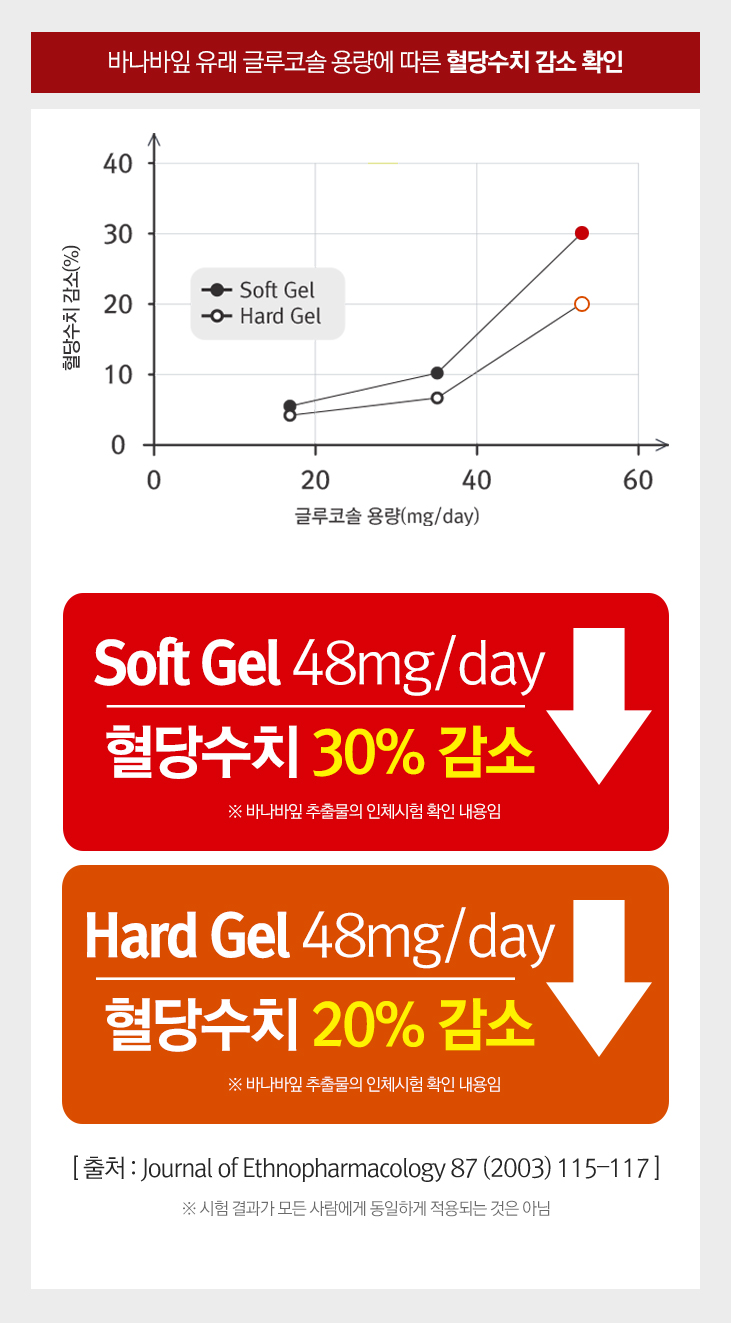 바나바잎 유래 글루코솔 용량에 따른 혈당수치 감소 확인
40
30
20
10
0
혈당수치 감소(%)
Soft Gel
Hard Gel
0 20 40 60
글루코솔 용량(mg/day)
Soft Gel 48mg/day
혈당수치 30% 감소
※ 바나바잎 추출물의 인체시험 확인 내용임
Hard Gel 48mg/day
혈당수치 20% 감소
※ 바나바잎 추출물의 인체시험 확인 내용임
[ 출처 : Journal of Ethnopharmacology 87 (2003) 115–117 ]
※ 시험 결과가 모든 사람에게 동일하게 적용되는 것은 아님